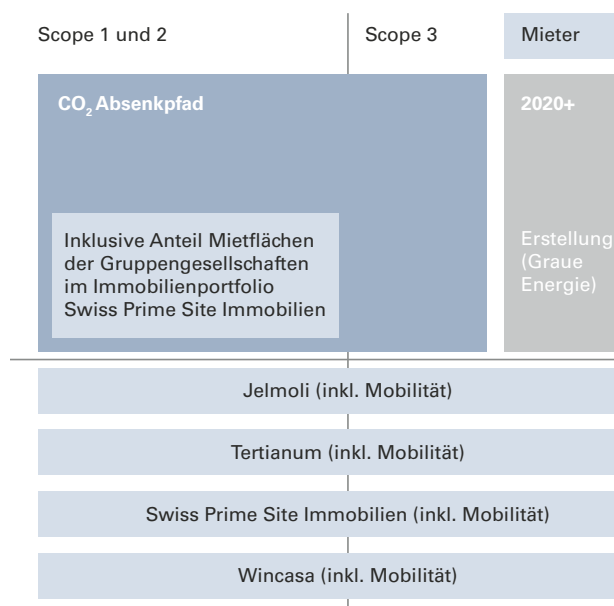 Scope 1 und 2
Scope 3
Mieter
CO₂ Absenkpfad
2020+
Inklusive Anteil Mietflächen
der Gruppengesellschaften
im Immobilienportfolio
Swiss Prime Site Immobilien
Erstellung
(Graue
Energie)
Jelmoli (inkl. Mobilität)
Tertianum (inkl. Mobilität)
Swiss Prime Site Immobilien (inkl. Mobilität)
Wincasa (inkl. Mobilität)